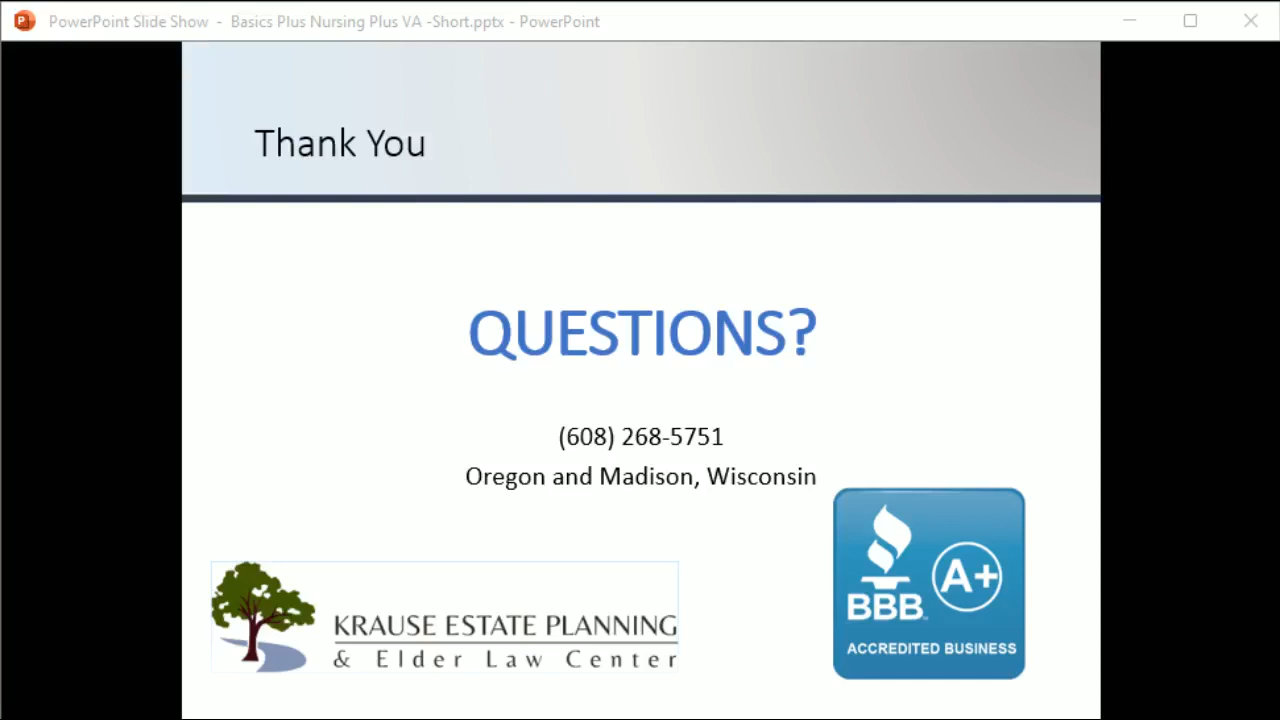 PowerPoint Slide Show - Basics Plus Nursing Plus VA -Short.pptx - PowerPoint
Thank You
QUESTIONS?
(608) 268-5751
Oregon and Madison, Wisconsin
KRAUSE ESTATE PLANNING
& Elder Law Center
A+
BBB
ACCREDITED BUSINESS